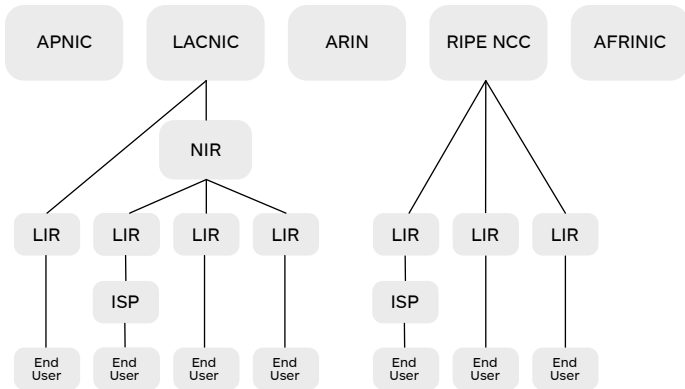 APNIC
LACNIC
ARIN
RIPE NCC
AFRINIC
NIR
LIR
LIR
LIR
LIR
LIR
LIR
LIR
ISP
ISP
End
User
End
User
End
User
End
User
End
User
End
User
End
User